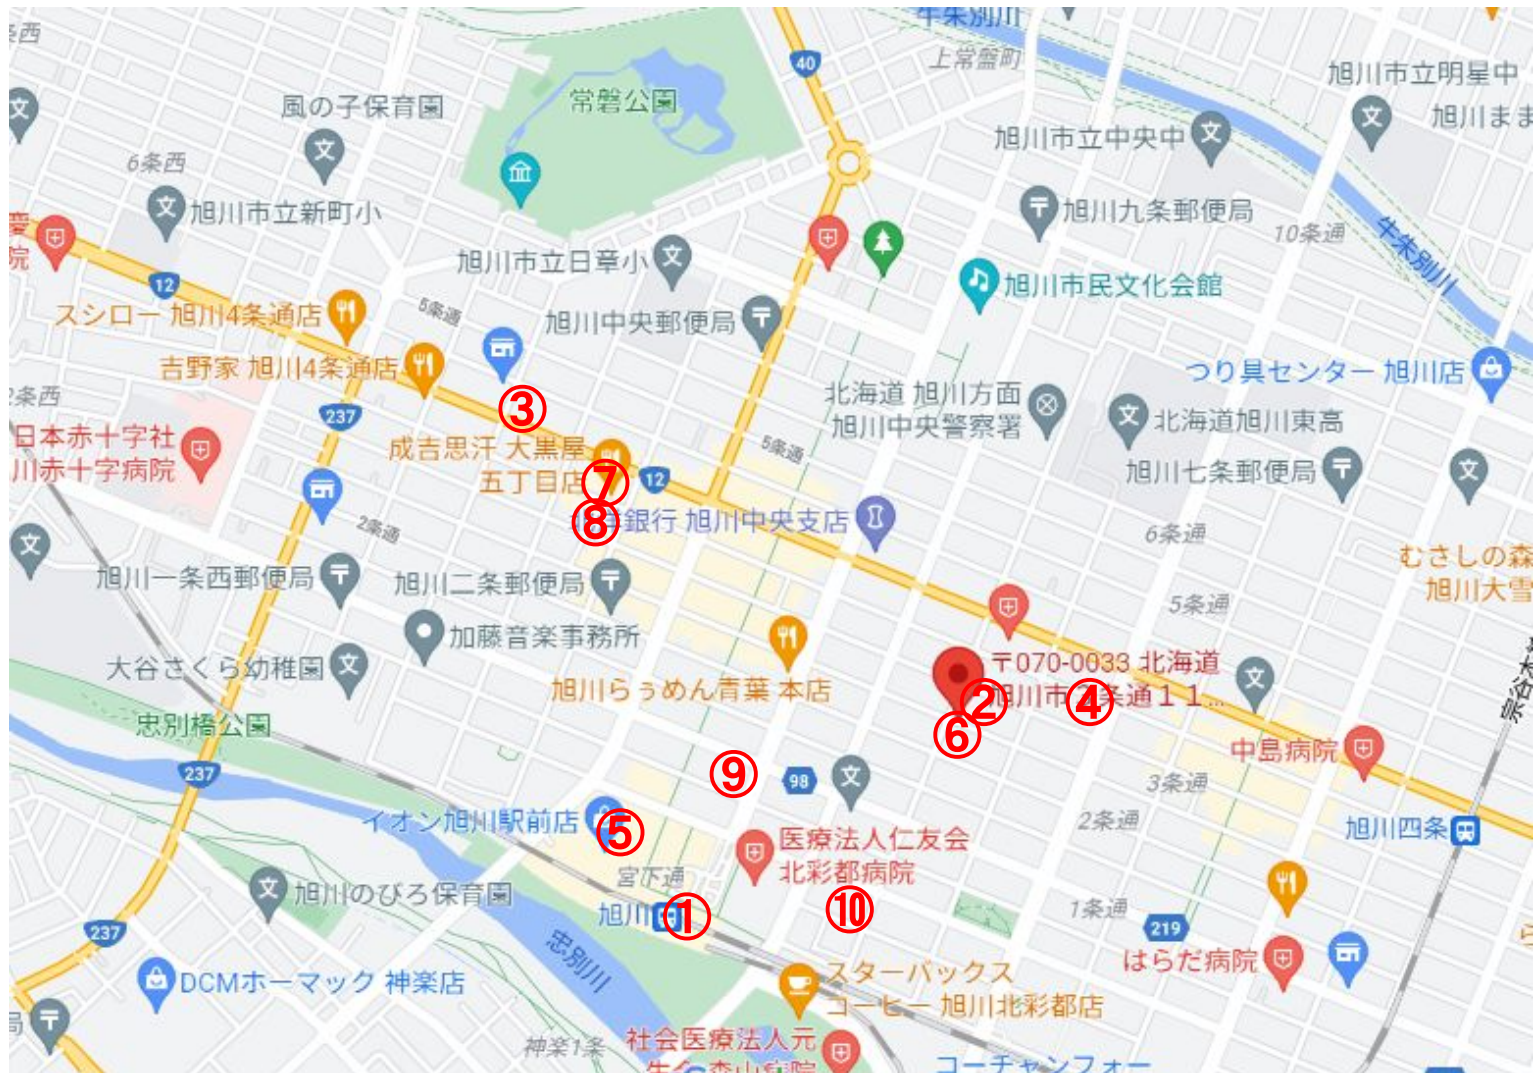 牛朱別川
上常盤町
40
常磐公園
風の子保育園
6条西
旭川市立新町小
旭川市立中央中
旭川市立明星中
旭川まま
旭川九条郵便局
10条通
牛朱別川
旭川市立日章小
旭川市民文化会館
12
スシロー 旭川4条通店
5条通
旭川中央郵便局
吉野家 旭川4条通店
つり具センター 旭川店
北海道 旭川方面
旭川中央警察署
北海道旭川東高
237
③
日本赤十字社
川赤十字病院
成吉思汗 大黒屋
五丁目店
⑦
12
5条通
旭川七条郵便局
⑧
銀行 旭川中央支店
2条通
6条通
むさしの森
旭川大雪
旭川一条西郵便局
旭川二条郵便局
5条通
加藤音楽事務所
大谷さくら幼稚園
旭川らぅめん青葉 本店
〒070-0033 北海道
旭川市 条通11...
②
④
⑥
忠別橋公園
中島病院
237
⑨
98
3条通
2条通
イオン旭川駅前店
⑤
旭川四条
医療法人仁友会
北彩都病院
宮下通
旭川のびろ保育園
旭川
①
⑩
1条通
219
237
忠別川
はらだ病院
DCMホーマック 神楽店
スターバックス
コーヒー 旭川北彩都店
神楽1条
社会医療法人元
コーチャンフォー